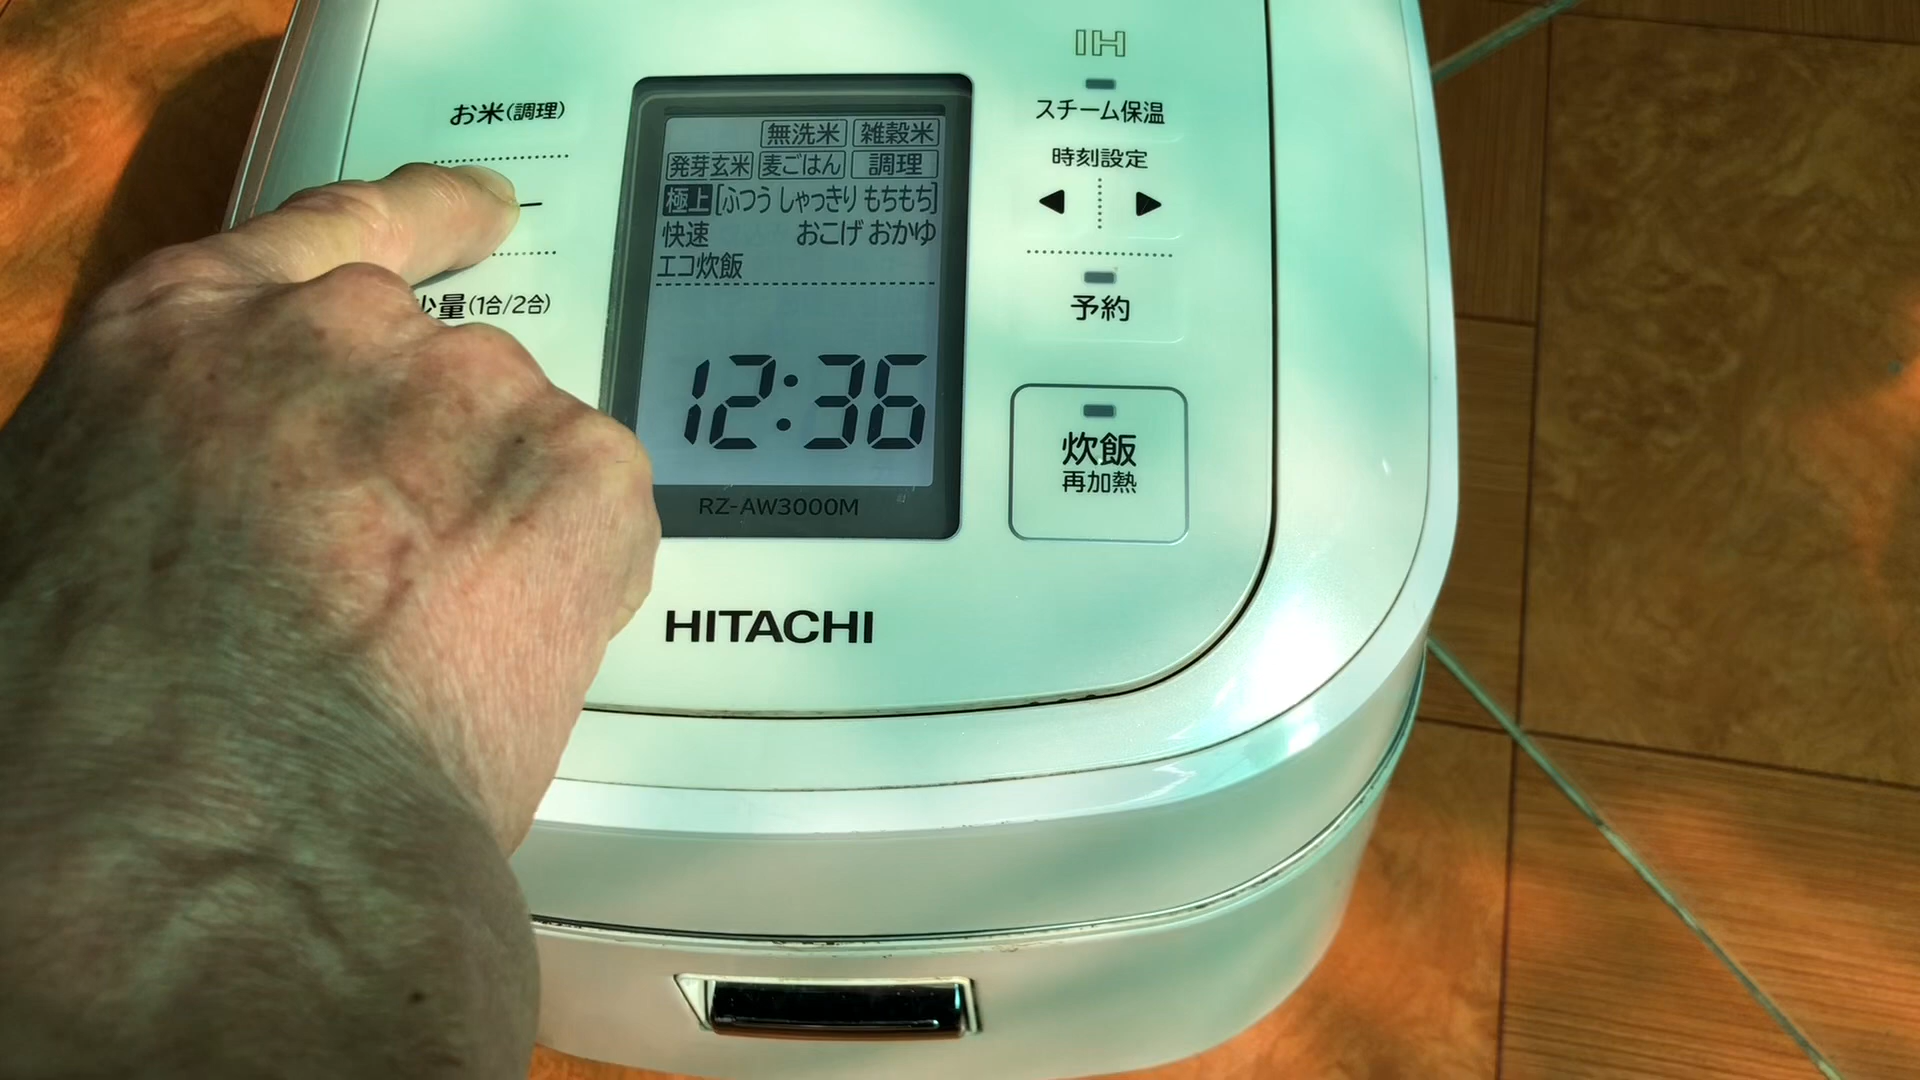 お米(調理)
ー
少量(1合/2合)
無洗米 雑穀米
発芽玄米 麦ごはん 調理
極上[ふつう しゃっきり もちもち]
快速 おこげ おかゆ
エコ炊飯
12:36
RZ-AW3000M
HITACHI
IH
スチーム保温
時刻設定
予約
炊飯
再加熱